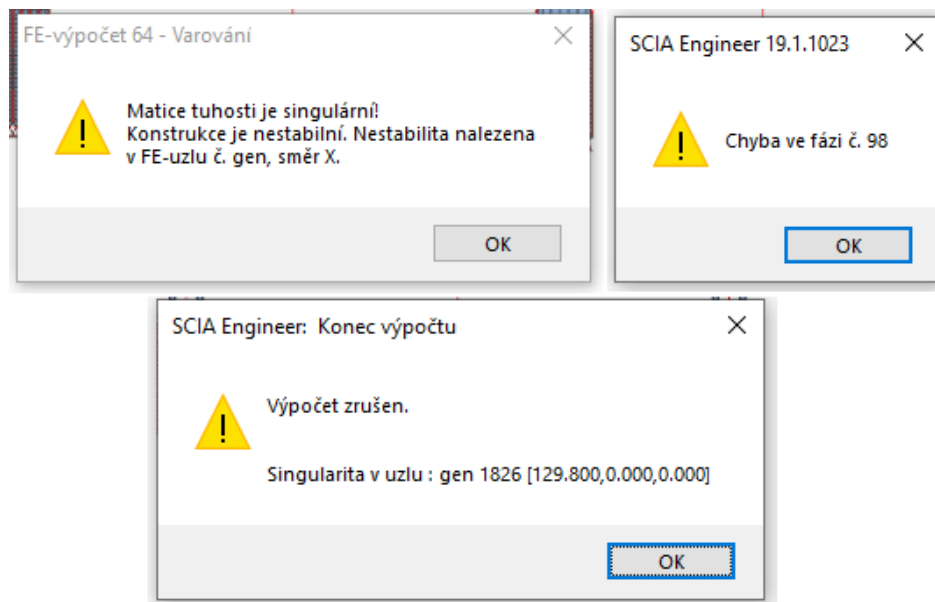 FE-výpočet 64 - Varování
Matice tuhosti je singulární!
Konstrukce je nestabilní. Nestabilita nalezena
v FE-uzlu č. gen, směr X.
OK
SCIA Engineer 19.1.1023
Chyba ve fázi č. 98
OK
SCIA Engineer: Konec výpočtu
Výpočet zrušen.
Singularita v uzlu : gen 1826 [129.800,0.000,0.000]
OK